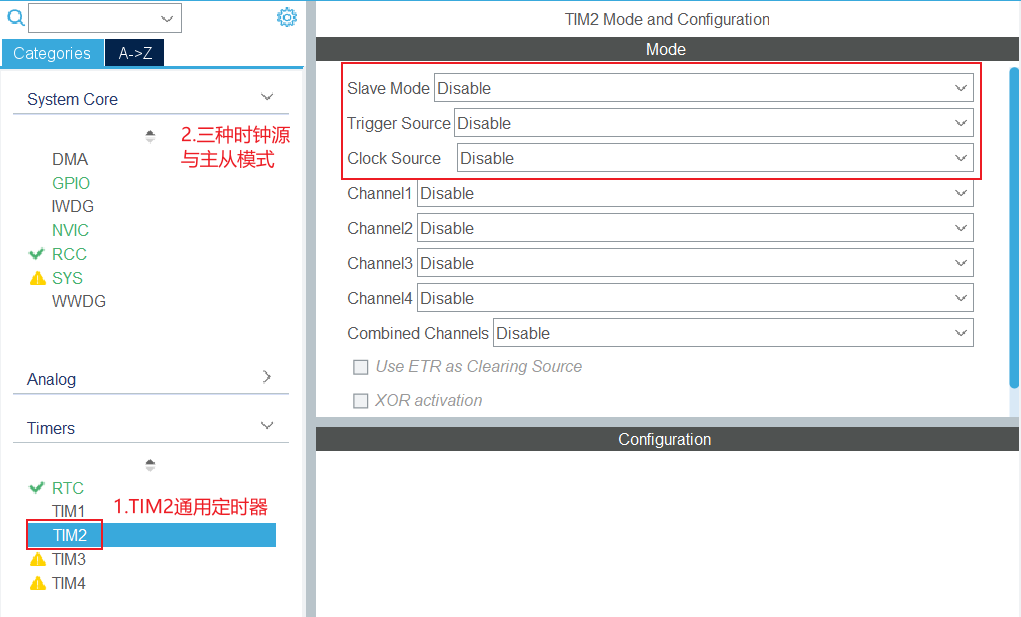 TIM2 Mode and Configuration
Categories
A->Z
Mode
System Core
2.三种时钟源
与主从模式
DMA
GPIO
IWDG
NVIC
RCC
SYS
WWDG
Analog
Timers
RTC
1.TIM2通用定时器
TIM1
TIM2
TIM3
TIM4
Slave Mode Disable
Trigger Source Disable
Clock Source Disable
Channel1 Disable
Channel2 Disable
Channel3 Disable
Channel4 Disable
Combined Channels Disable
Use ETR as Clearing Source
XOR activation
Configuration